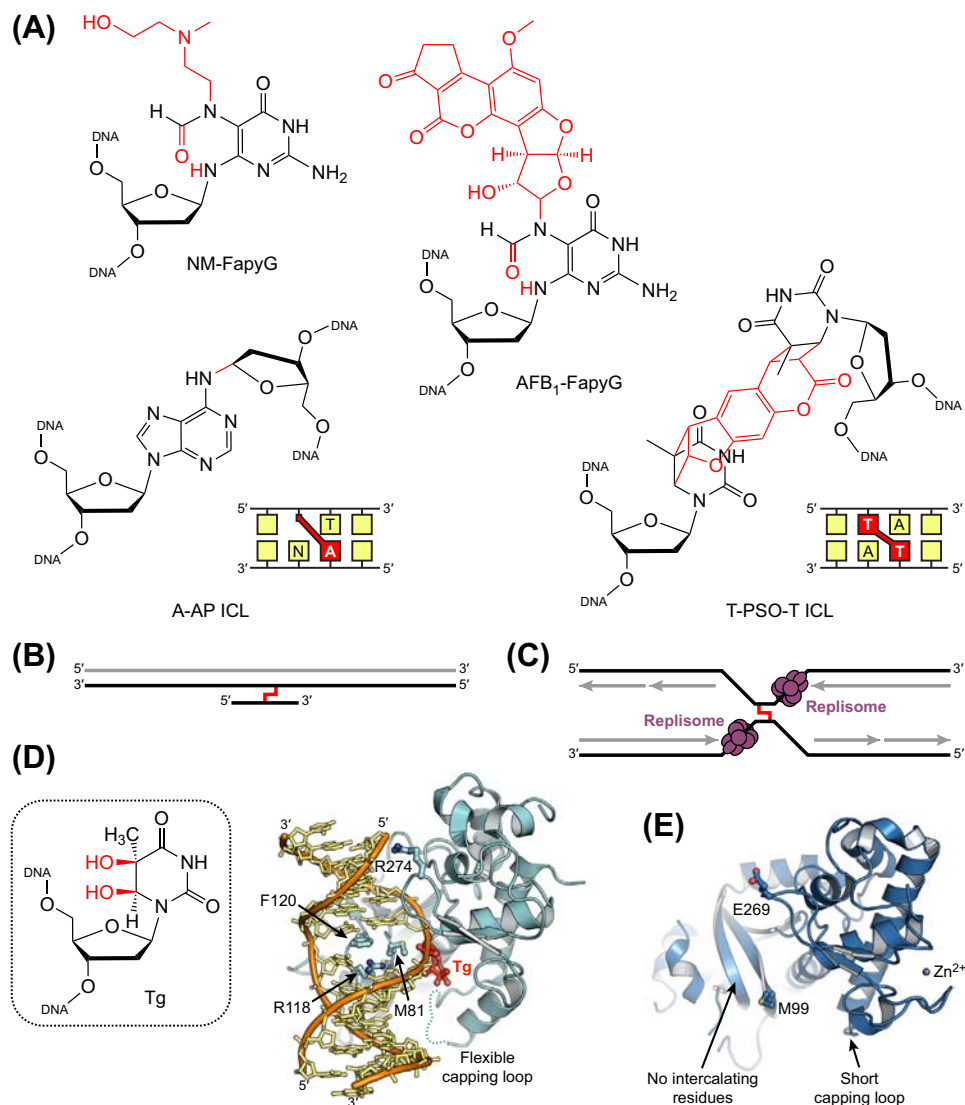 (A)
HO
N
N
H
O
O
NH
H
N
N
NH2
DNA
O
O
O
DNA
NM-FapyG
O
O
O
O
O
H
H
HO
O
N
H
O
O
NH
H
N
N
NH2
DNA
O
O
O
DNA
AFB1-FapyG
O
DNA
HN
O
O
DNA
N
N
N
N
DNA
O
O
O
DNA
5′
3′
T
N
A
3′
5′
A-AP ICL
O
HN
O
N
O
O
O
O
DNA
O
DNA
O
O
NH
N
O
DNA
O
O
O
DNA
5′
3′
T
A
A
T
3′
5′
T-PSO-T ICL
(B)
5′
3′
3′
5′
5′
3′
(C)
5′
3′
Replisome
Replisome
3′
5′
(D)
O
H3C
HO
NH
HO
N
O
H
DNA
O
O
O
DNA
Tg
3′
5′
R274
F120
Tg
R118
M81
Flexible
capping loop
5′
3′
(E)
E269
Zn2+
M99
No intercalating
residues
Short
capping loop